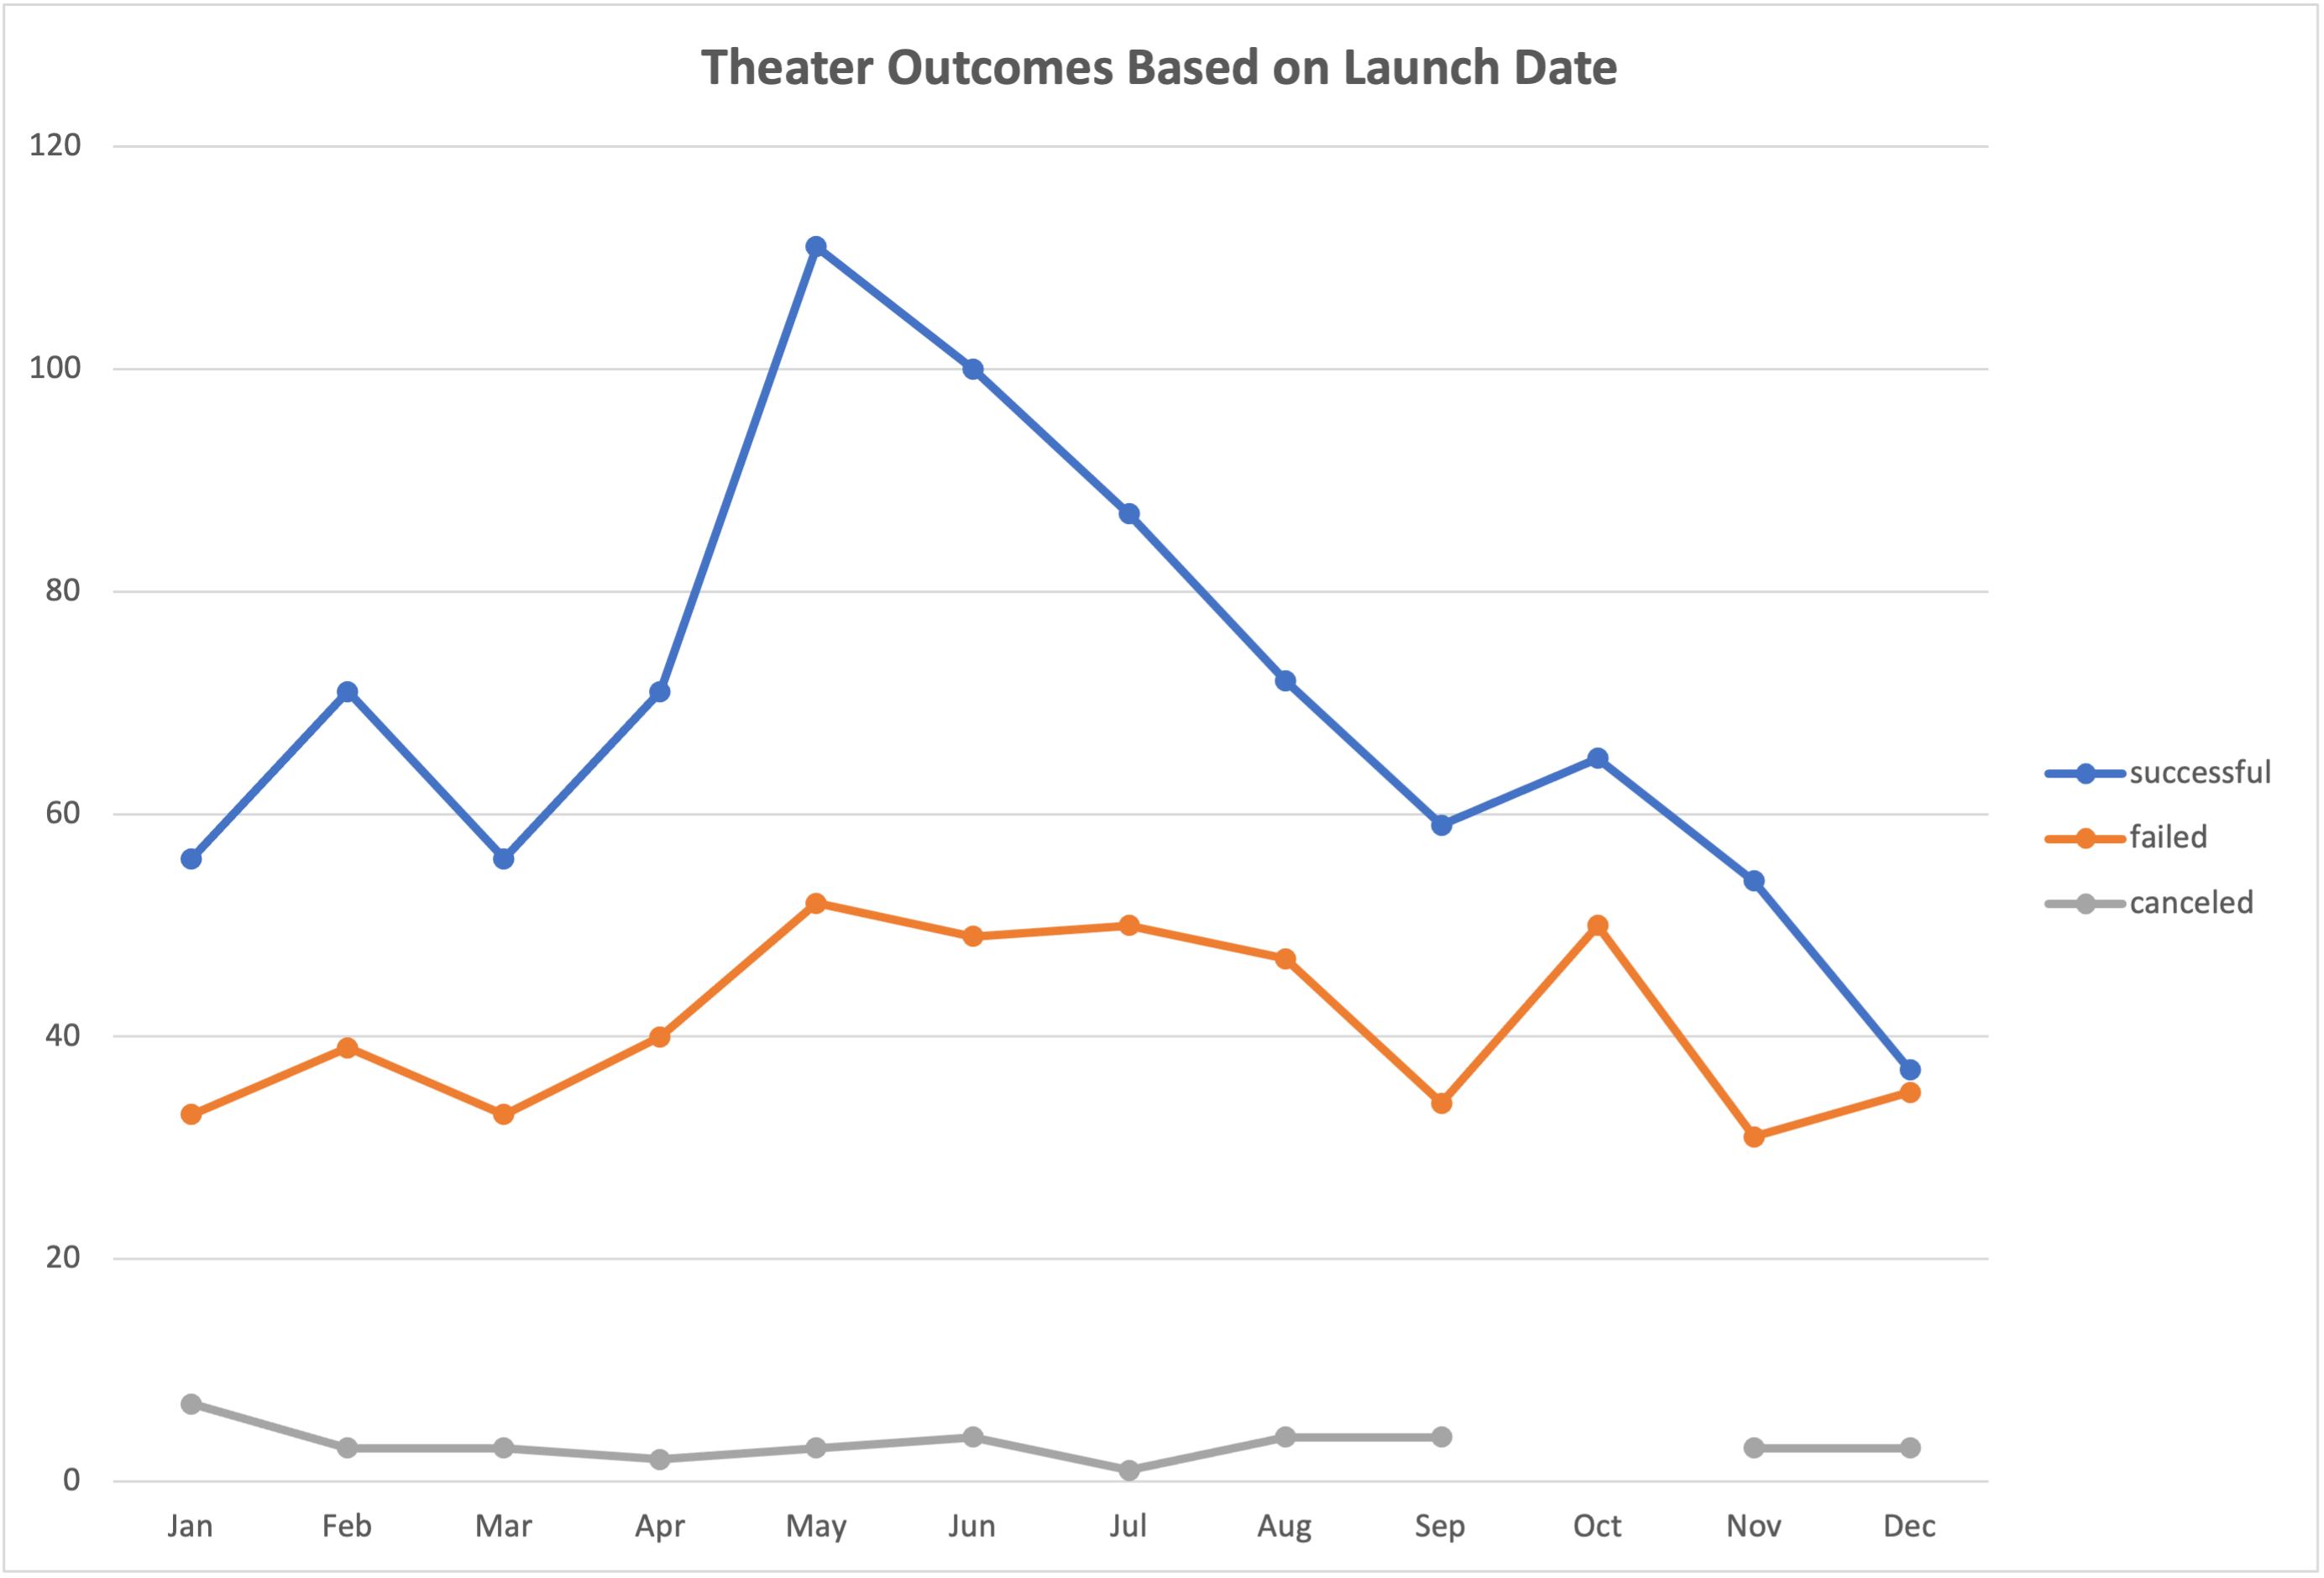 Theater Outcomes Based on Launch Date
120
100
80
60
40
20
0
Jan Feb Mar Apr May Jun Jul Aug Sep Oct Nov Dec
successful
failed
canceled